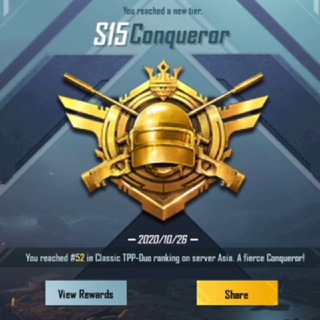 You reached a new tier.
S15 Conqueror
— 2020/10/26 —
You reached #52 in Classic TPP-Duo ranking on server Asia. A fierce Conqueror!
View Rewards
Share